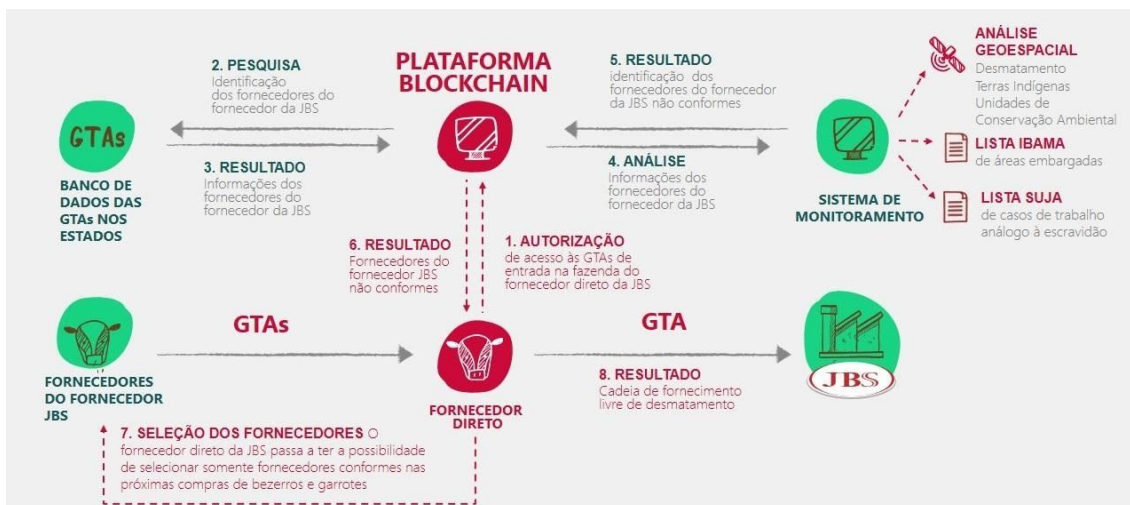 PLATAFORMA
BLOCKCHAIN
2. PESQUISA
Identificação
dos fornecedores do
fornecedor da JBS
5. RESULTADO
identificação dos
fornecedores do fornecedor
da JBS não conformes
ANÁLISE
GEOESPACIAL
Desmatamento
Terras Indígenas
Unidades de
Conservação Ambiental
GTAs
BANCO DE
DADOS DAS
GTAs NOS
ESTADOS
3. RESULTADO
Informações dos
fornecedores do
fornecedor da JBS
4. ANÁLISE
Informações dos
fornecedores do
fornecedor da JBS
SISTEMA DE
MONITORAMENTO
LISTA IBAMA
de áreas embargadas
LISTA SUJA
de casos de trabalho
análogo à escravidão
6. RESULTADO
Fornecedores do
fornecedor JBS
não conformes
1. AUTORIZAÇÃO
de acesso às GTAs de
entrada na fazenda do
fornecedor direto da JBS
GTAs
GTA
FORNECEDORES
DO FORNECEDOR
JBS
FORNECEDOR
DIRETO
8. RESULTADO
Cadeia de fornecimento
livre de desmatamento
JBS
7. SELEÇÃO DOS FORNECEDORES O
fornecedor direto da JBS passa a ter a possibilidade
de selecionar somente fornecedores conformes nas
próximas compras de bezerros e garrotes